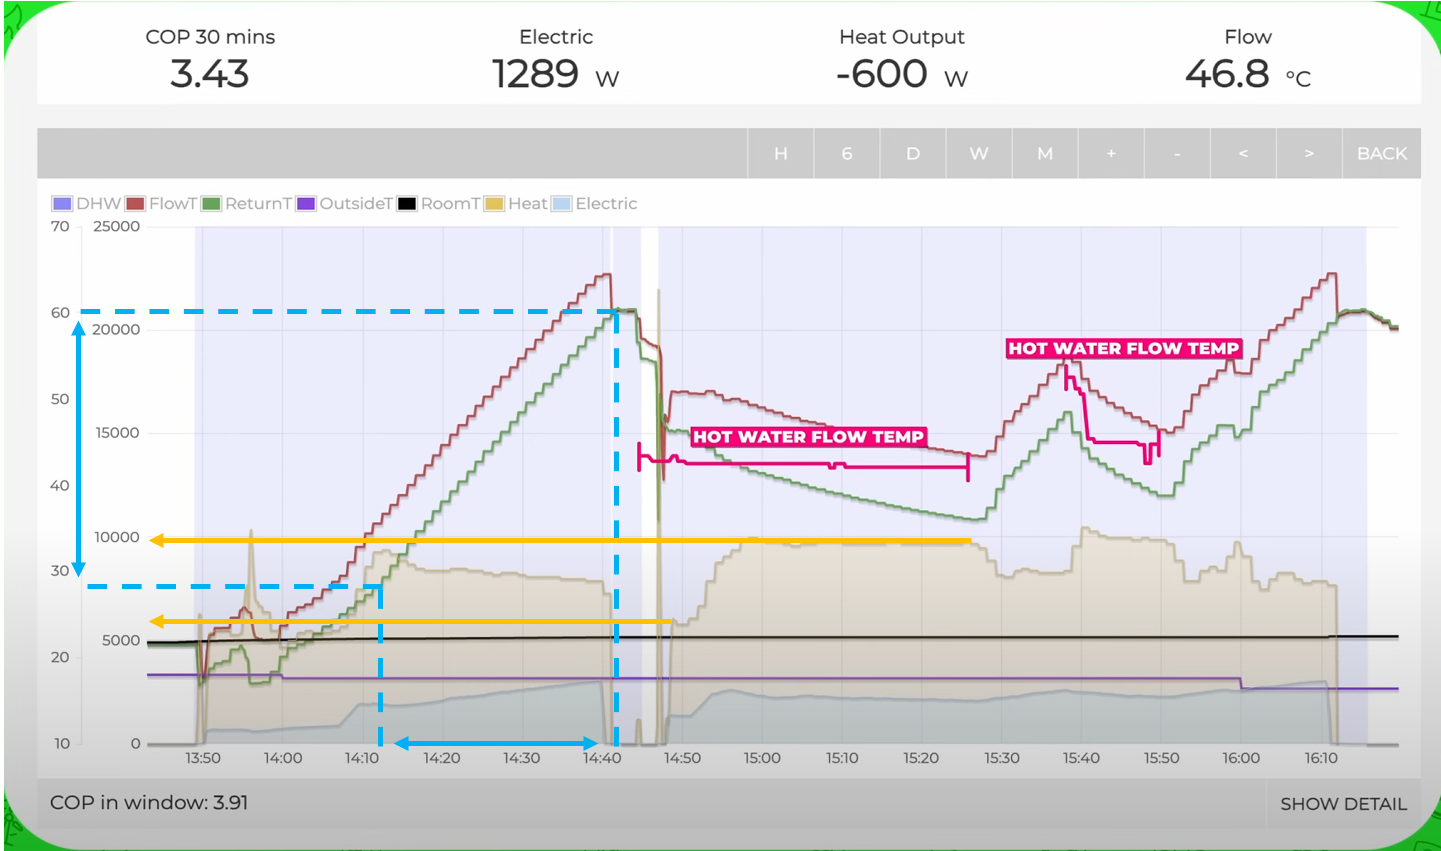 COP 30 mins Electric Heat Output Flow
3.43 1289 W -600 W 46.8 °C
H 6 D W M + - < > BACK
DHW FlowT ReturnT OutsideT RoomT Heat Electric
70 25000
60
20000
HOT WATER FLOW TEMP
50
15000
HOT WATER FLOW TEMP
40
10000
30
5000
20
10 0
13:50 14:00 14:10 14:20 14:30 14:40 14:50 15:00 15:10 15:20 15:30 15:40 15:50 16:00 16:10
COP in window: 3.91 SHOW DETAIL